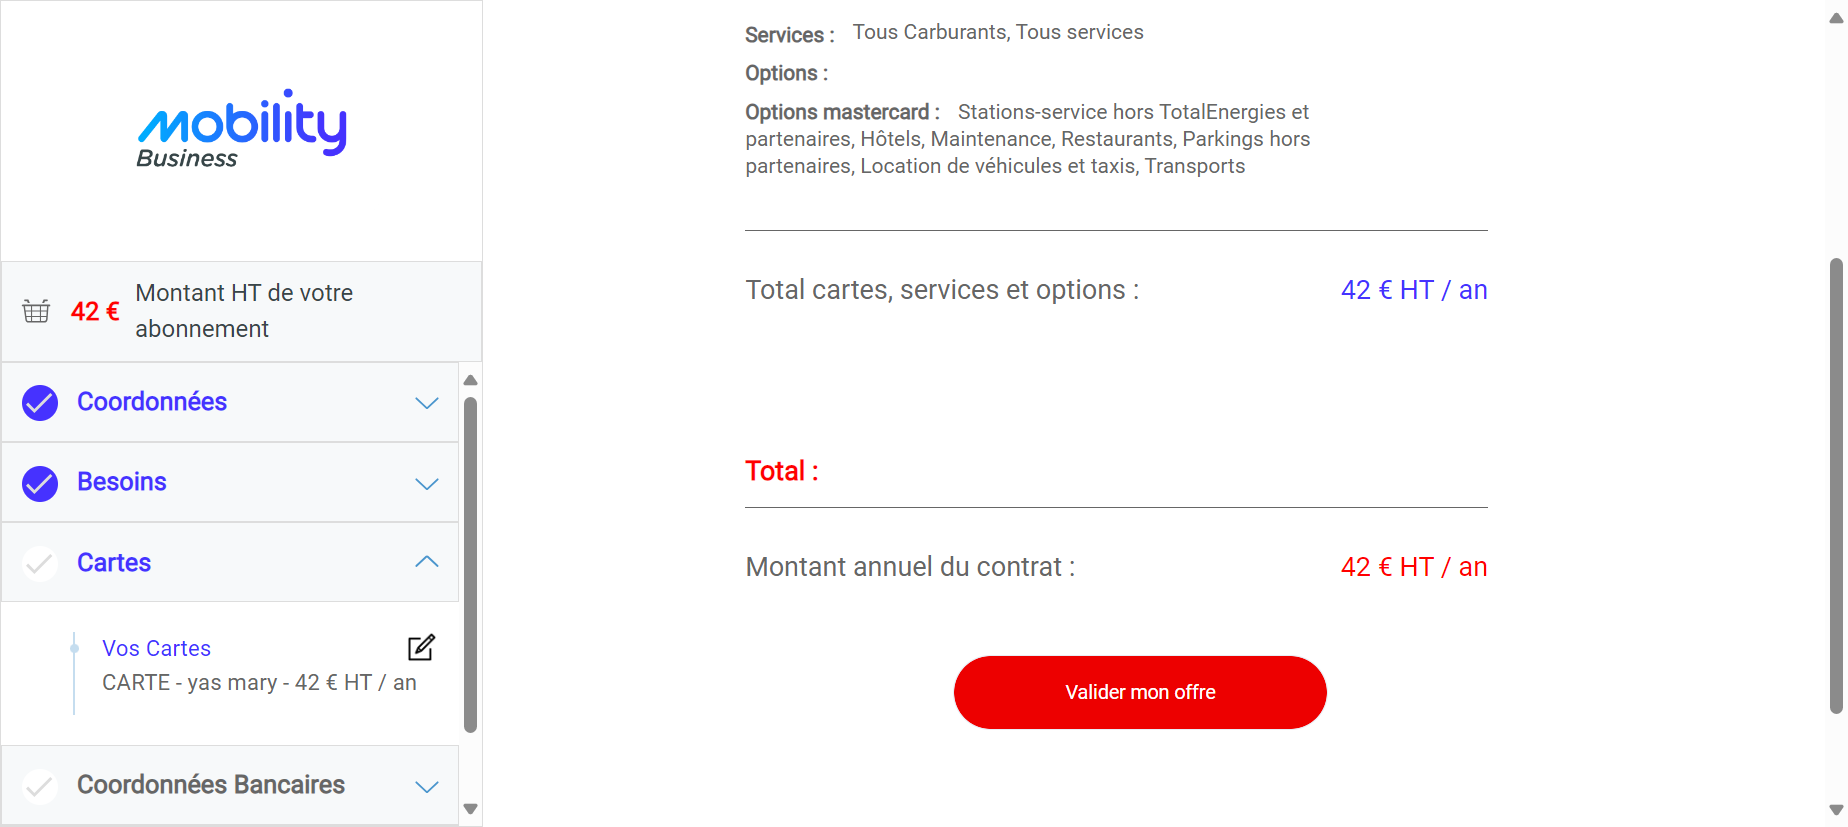 mobility
Business
42 €
Montant HT de votre
abonnement
Coordonnées
Besoins
Cartes
Vos Cartes
CARTE - yas mary - 42 € HT / an
Coordonnées Bancaires
Services : Tous Carburants, Tous services
Options :
Options mastercard : Stations-service hors TotalEnergies et
partenaires, Hôtels, Maintenance, Restaurants, Parkings hors
partenaires, Location de véhicules et taxis, Transports
Total cartes, services et options : 42 € HT / an
Total :
Montant annuel du contrat : 42 € HT / an
Valider mon offre